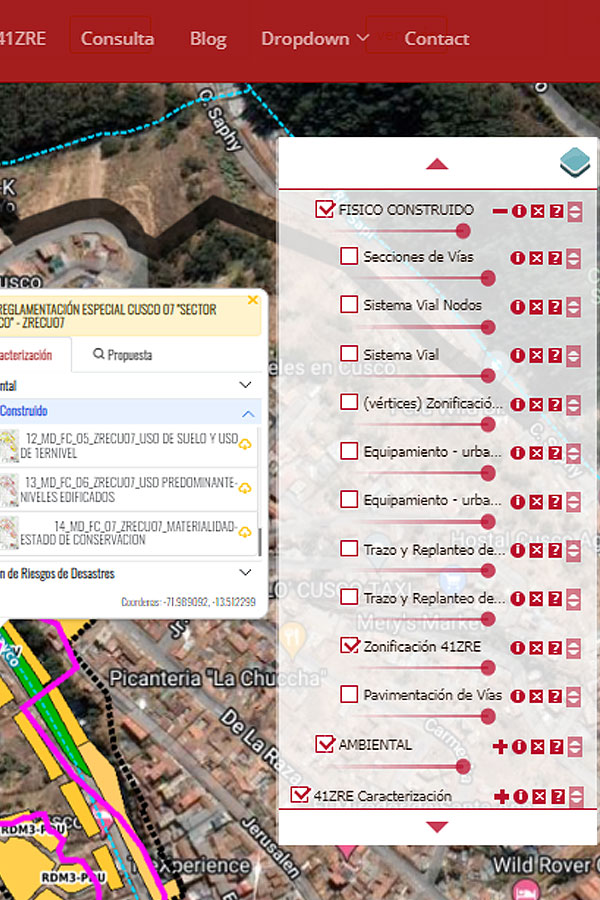 41ZRE Consulta Blog Dropdown Contact
C. Saphy
K
USCO
FISICO CONSTRUIDO
Secciones de Vías
Sistema Vial Nodos
Sistema Vial
(vértices) Zonificació...
Equipamiento - urba...
Equipamiento - urba...
Trazo y Replanteo de...
Trazo y Replanteo de...
Zonificación 41ZRE
Pavimentación de Vías
AMBIENTAL
41ZRE Caracterización
REGLAMENTACIÓN ESPECIAL CUSCO 07 "SECTOR
CO" - ZRECU07
acterización Propuesta
ntal
Construido
12_MD_FC_05_ZRECU07_USO DE SUELO Y USO
DE 1ERNIVEL
13_MD_FC_06_ZRECU07_USO PREDOMINANTE-
NIVELES EDIFICADOS
14_MD_FC_07_ZRECU07_MATERIALIDAD-
ESTADO DE CONSERVACION
n de Riesgos de Desastres
Coordenas: -71.989092, -13.512299
eles en Cusco
C. Saphy
Hostal Cusco
O' CUSCO TAXI
Mery's Market
Picanteria "La Chuccha"
De La Raza
Carmen
Jerusalen
Experience
Wild Rover
RDM3-PDU
RDM3-PDU